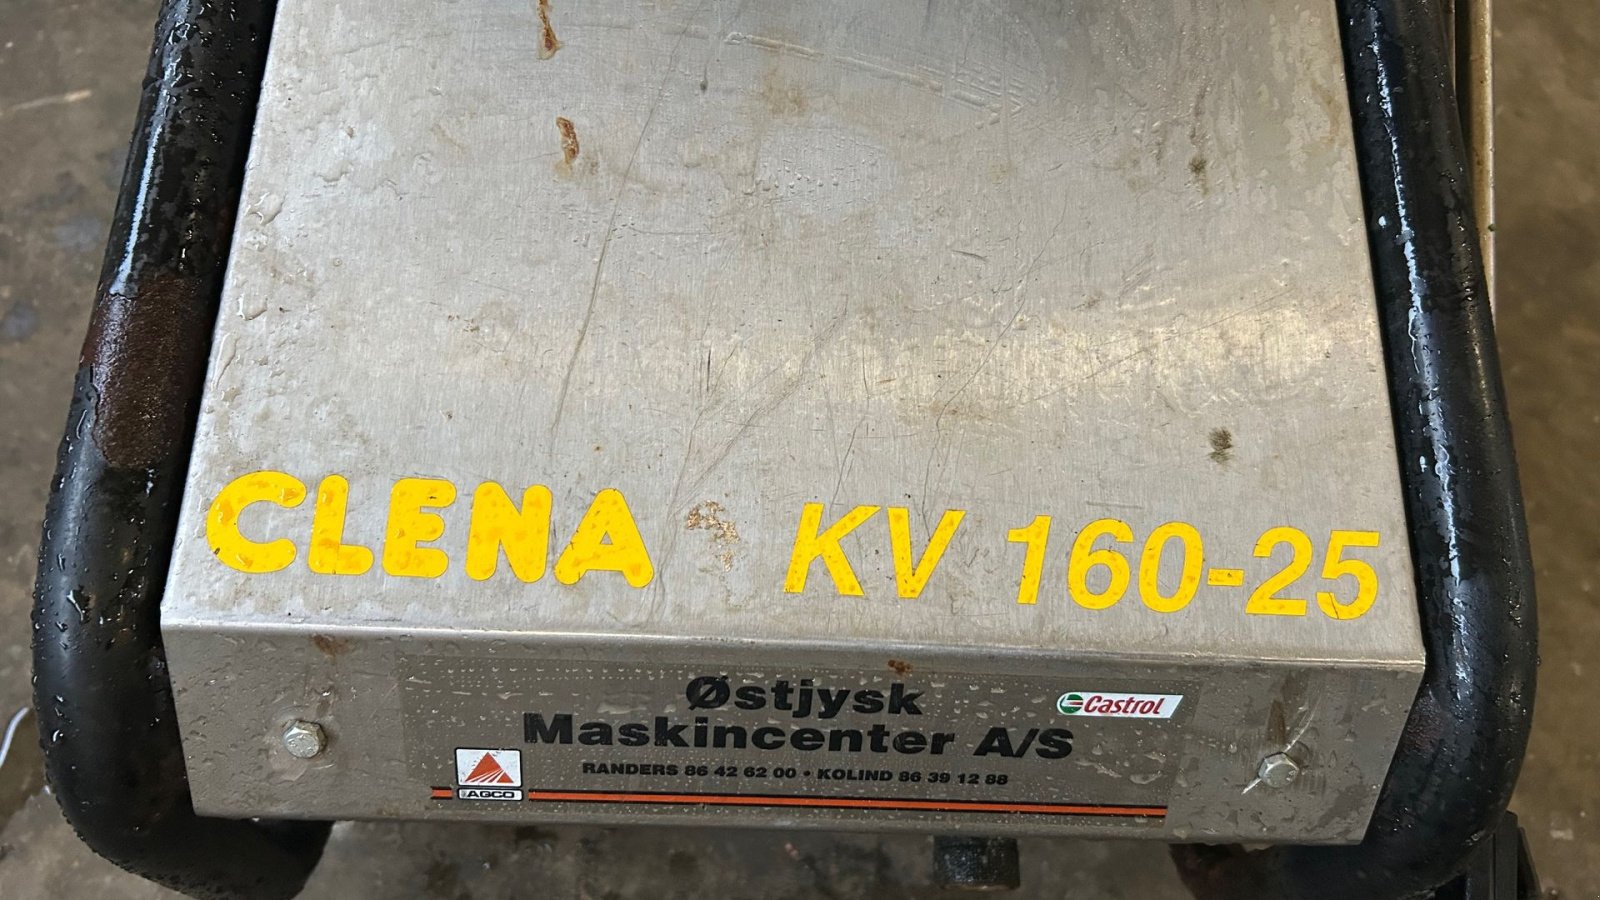 CLENA KV 160-25
Østjysk
Castrol
Maskincenter A/S
RANDERS 86 42 62 00 • KOLIND 86 39 12 88
AGCO